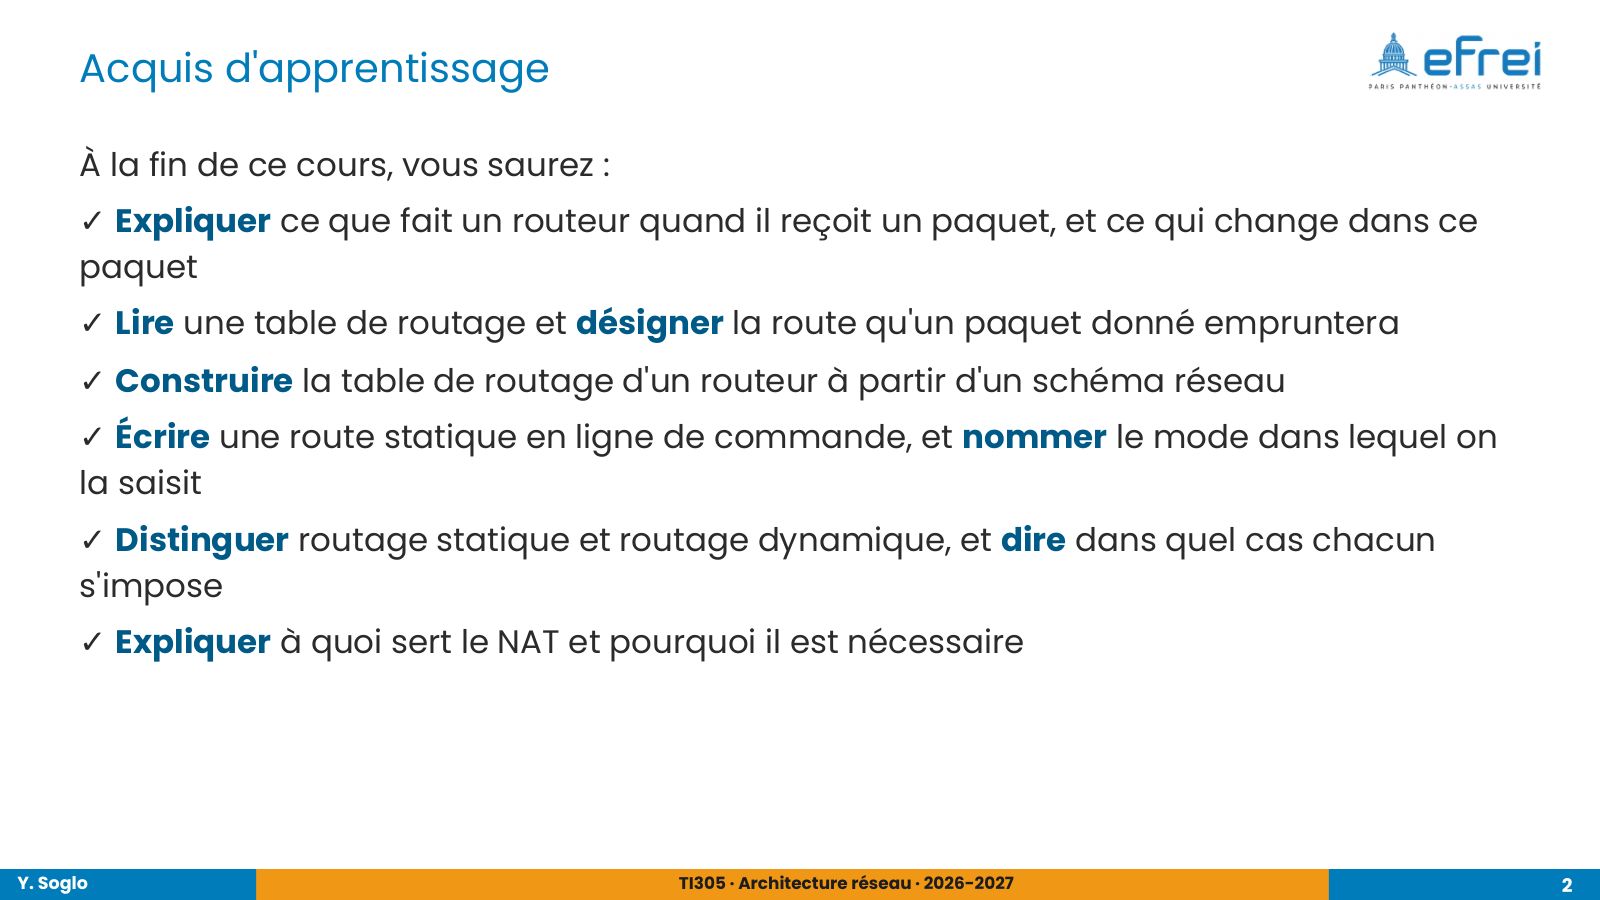 Acquis d'apprentissage
efrei
PARIS PANTHÉON-ASSAS UNIVERSITÉ
À la fin de ce cours, vous saurez :
✓ Expliquer ce que fait un routeur quand il reçoit un paquet, et ce qui change dans ce
paquet
✓ Lire une table de routage et désigner la route qu'un paquet donné empruntera
✓ Construire la table de routage d'un routeur à partir d'un schéma réseau
✓ Écrire une route statique en ligne de commande, et nommer le mode dans lequel on
la saisit
✓ Distinguer routage statique et routage dynamique, et dire dans quel cas chacun
s'impose
✓ Expliquer à quoi sert le NAT et pourquoi il est nécessaire
Y. Soglo
TI305 · Architecture réseau · 2026-2027
2